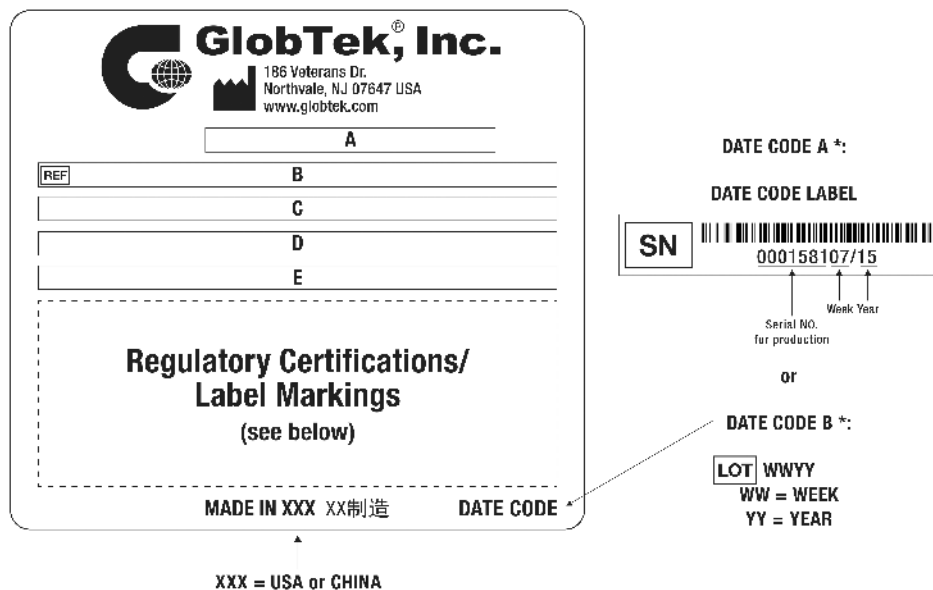 GlobTek,® Inc.
186 Veterans Dr.
Northvale, NJ 07647 USA
www.globtek.com
A
REF B
C
D
E
Regulatory Certifications/
Label Markings
(see below)
MADE IN XXX XX制造 DATE CODE
XXX = USA or CHINA
DATE CODE A *:
DATE CODE LABEL
SN
000158107/15
Week Year
Serial NO.
for production
or
DATE CODE B *:
LOT WWYY
WW = WEEK
YY = YEAR